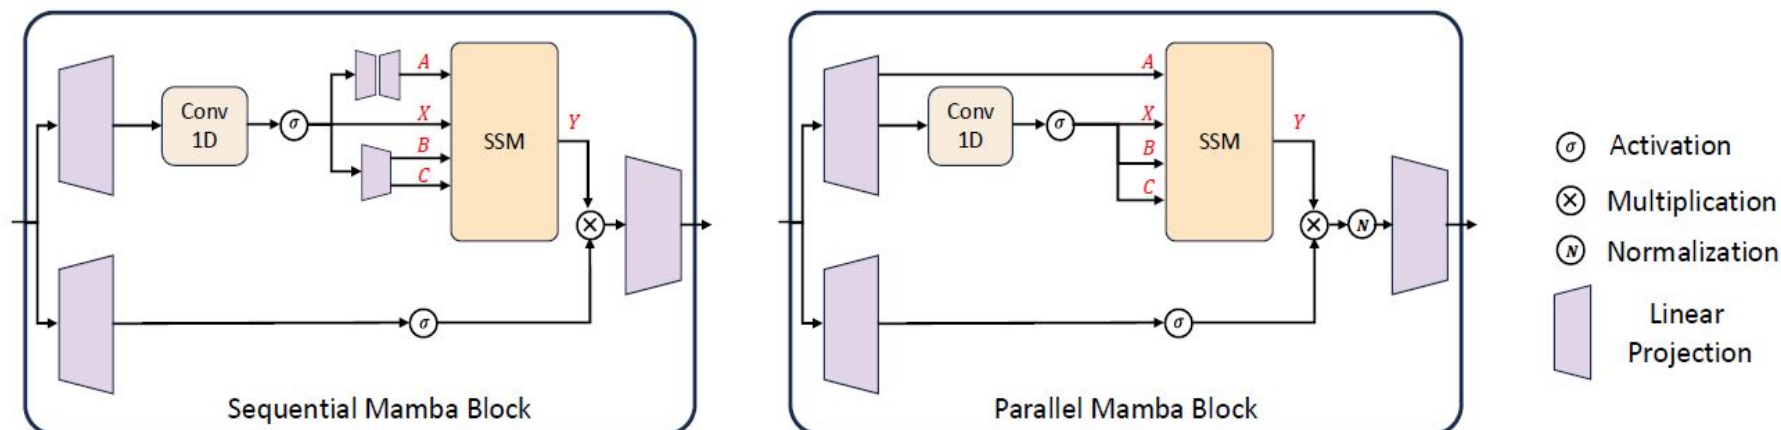 Conv
1D
σ
A
X
B
C
SSM
Y
σ
Sequential Mamba Block
Conv
1D
σ
A
X
B
C
SSM
Y
N
σ
Parallel Mamba Block
σ Activation
Multiplication
N Normalization
Linear
Projection